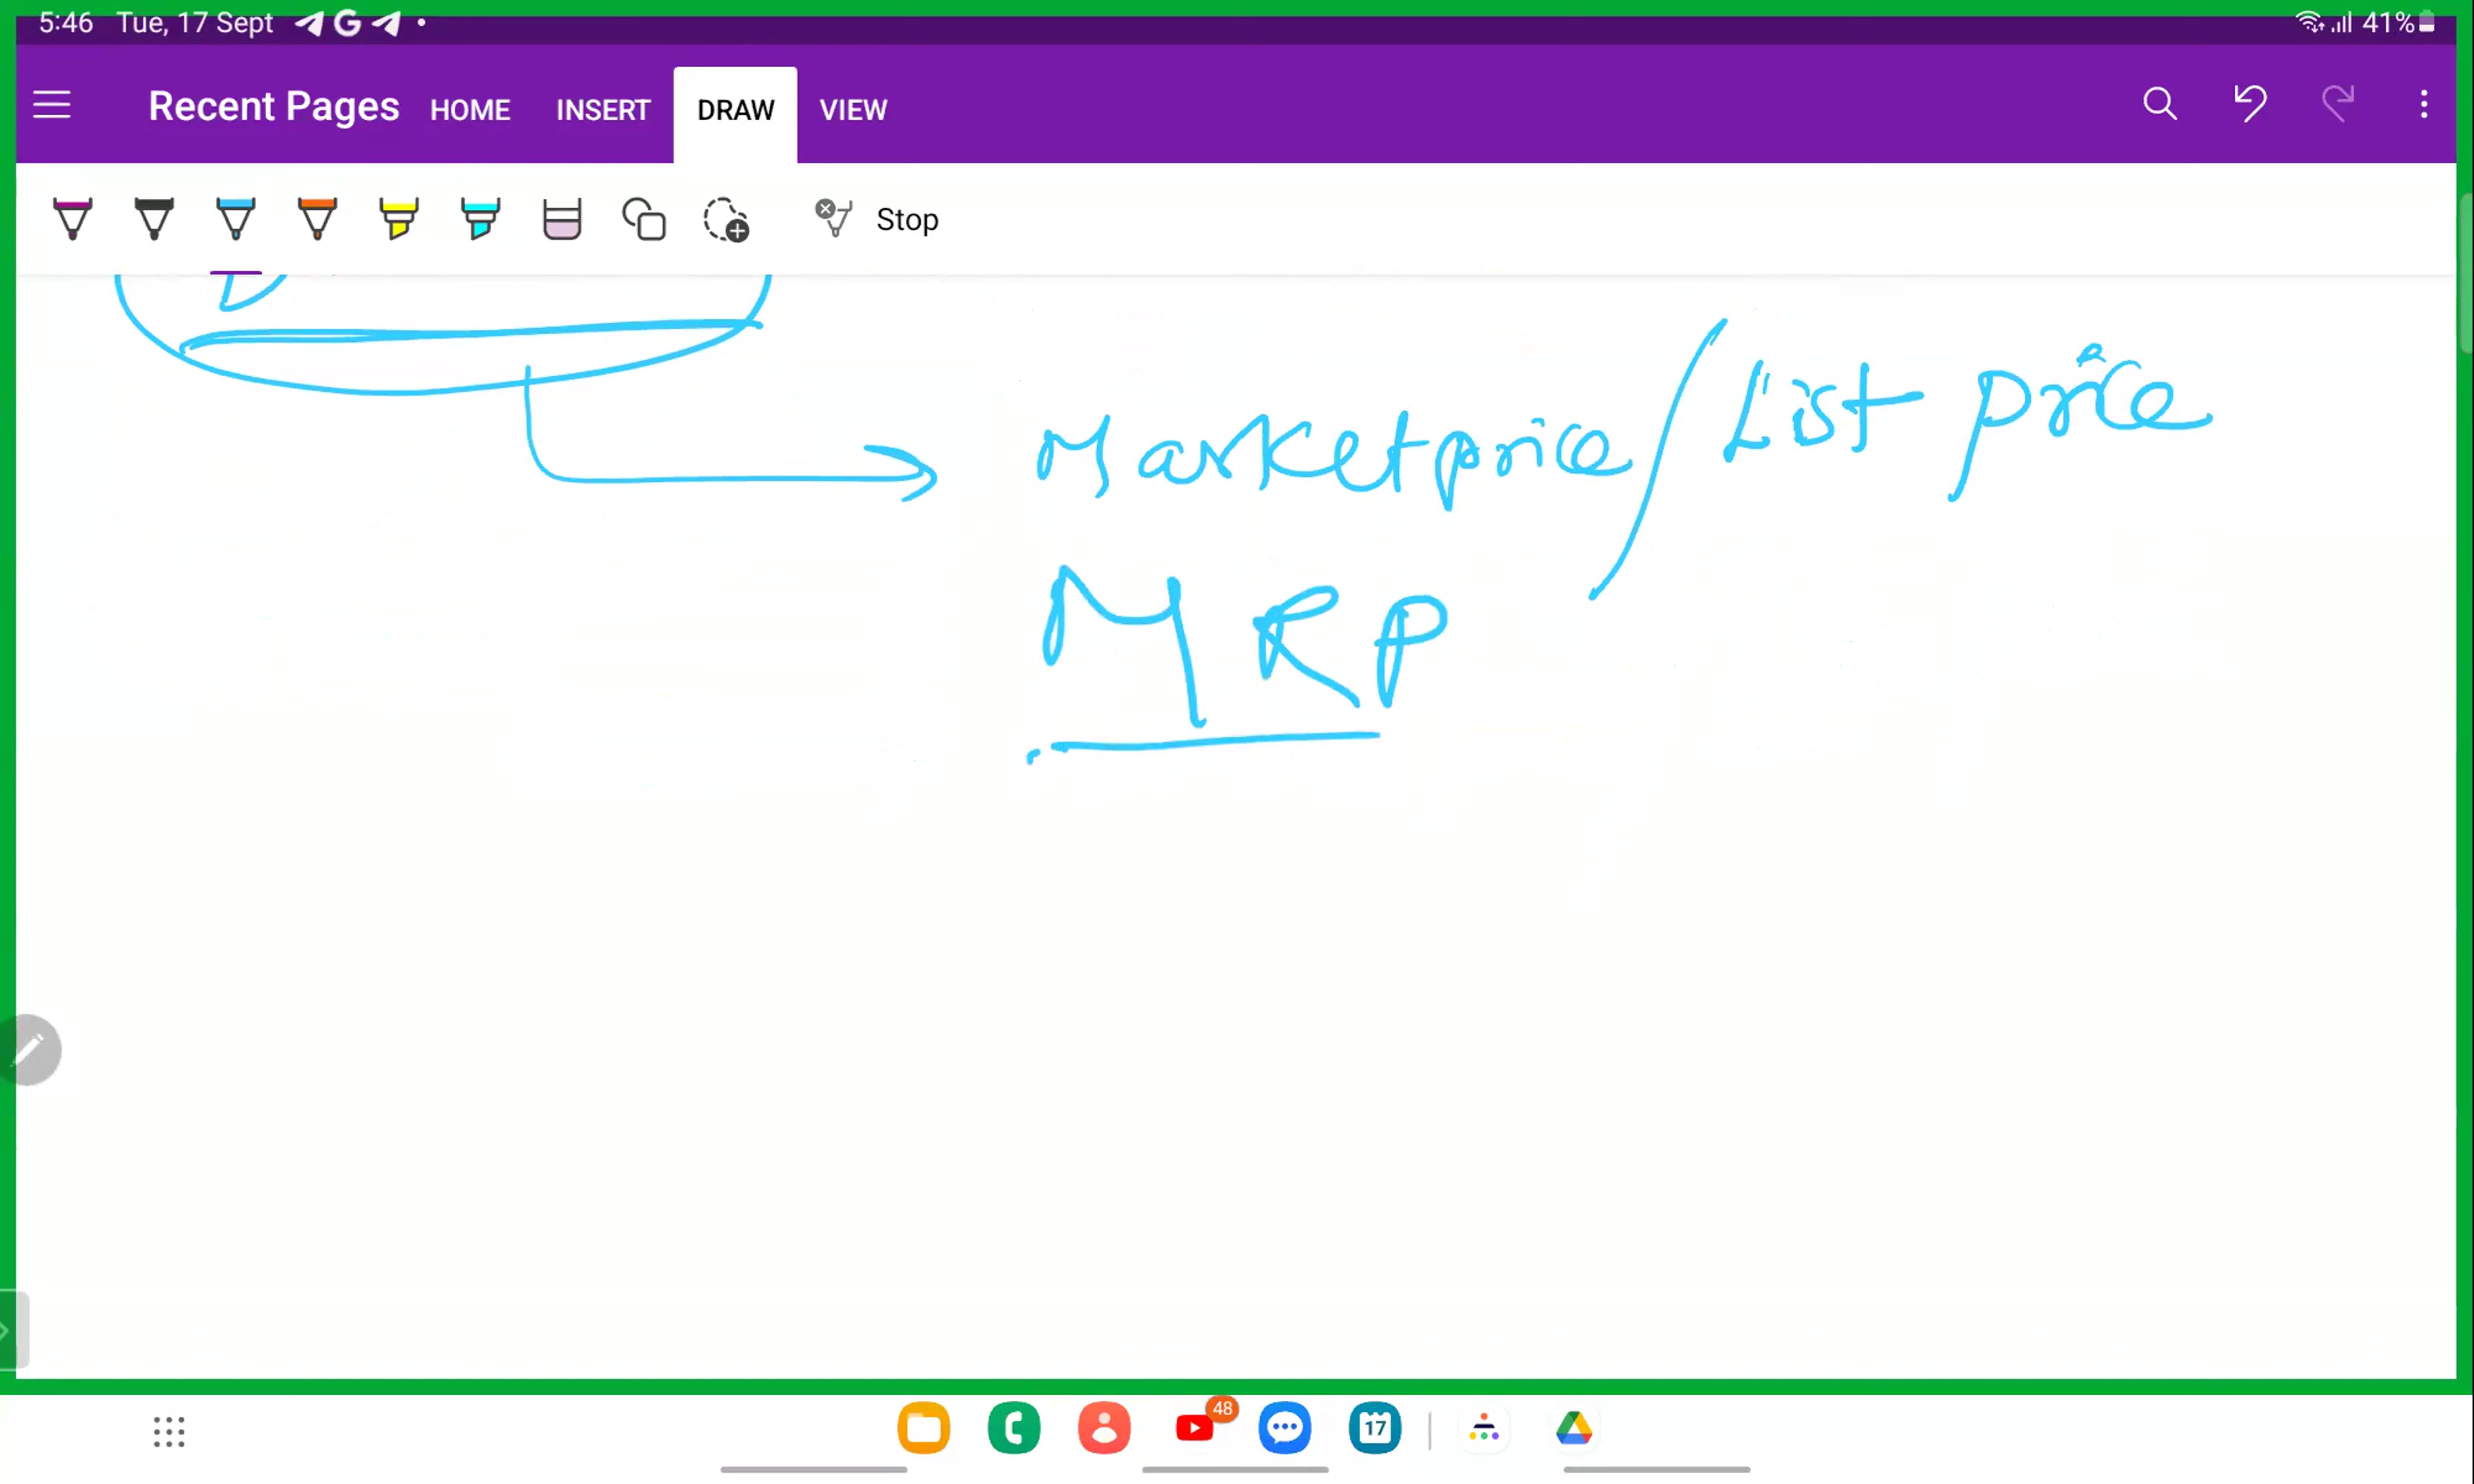 5:46 Tue, 17 Sept
41%
Recent Pages HOME INSERT DRAW VIEW
Stop
Marketprice/List price
MRP
48
17